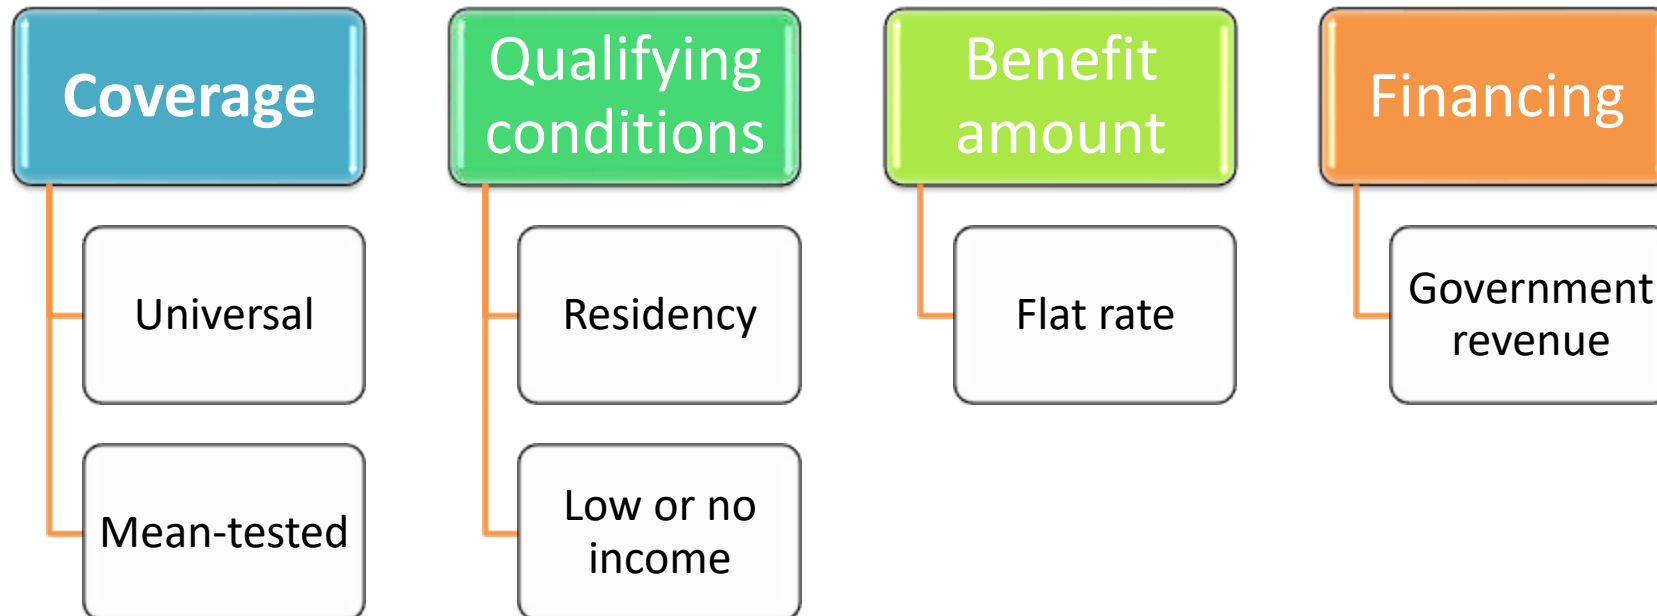 Coverage
Universal
Mean-tested
Qualifying
conditions
Residency
Low or no
income
Benefit
amount
Flat rate
Financing
Government
revenue